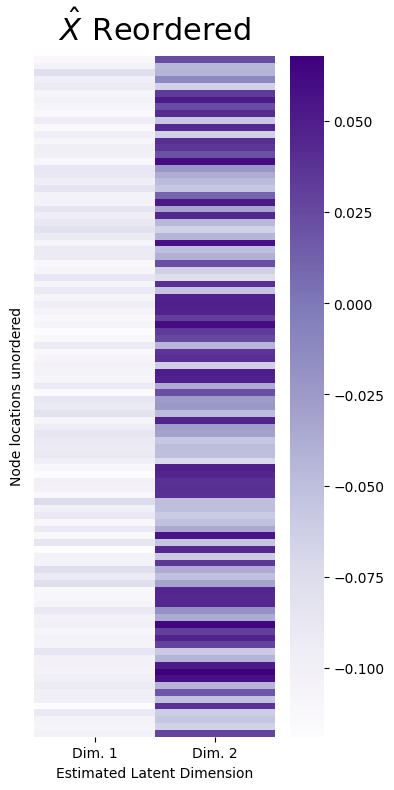 X̂ Reordered
Node locations unordered
0.050
0.025
0.000
−0.025
−0.050
−0.075
−0.100
Dim. 1 Dim. 2
Estimated Latent Dimension